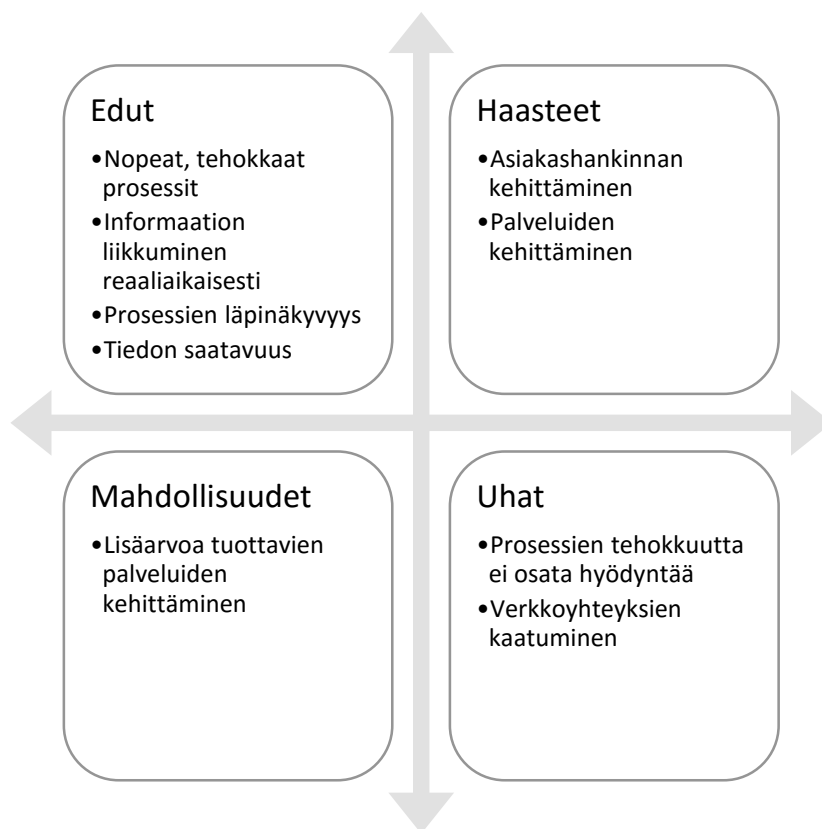 Edut
•Nopeat, tehokkaat
prosessit
•Informaation
liikkuminen
reaaliaikaisesti
•Prosessien läpinäkyvyys
•Tiedon saatavuus
Haasteet
•Asiakashankinnan
kehittäminen
•Palveluiden
kehittäminen
Mahdollisuudet
•Lisäarvoa tuottavien
palveluiden
kehittäminen
Uhat
•Prosessien tehokkuutta
ei osata hyödyntää
•Verkkoyhteyksien
kaatuminen